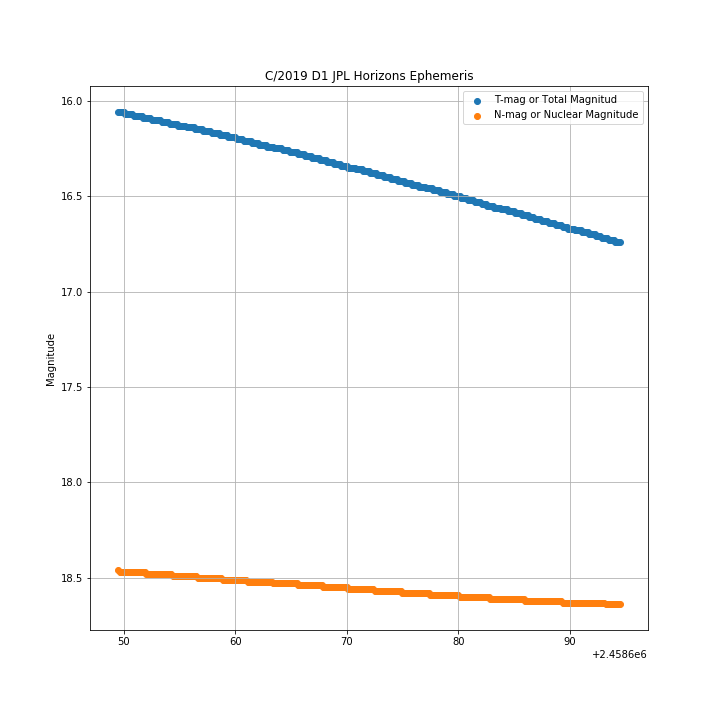 C/2019 D1 JPL Horizons Ephemeris
T-mag or Total Magnitud
N-mag or Nuclear Magnitude
16.0
16.5
17.0
17.5
18.0
18.5
Magnitude
50 60 70 80 90
+2.4586e6